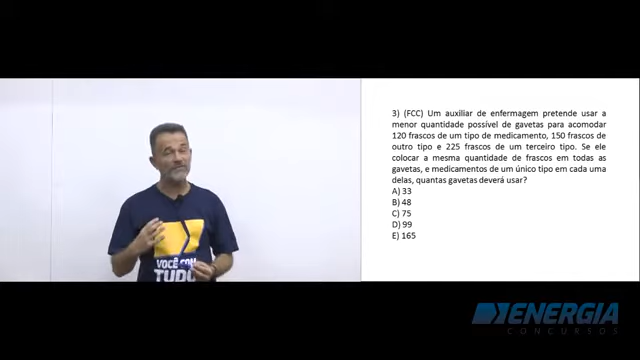 3) (FCC) Um auxiliar de enfermagem pretende usar a
menor quantidade possível de gavetas para acomodar
120 frascos de um tipo de medicamento, 150 frascos de
outro tipo e 225 frascos de um terceiro tipo. Se ele
colocar a mesma quantidade de frascos em todas as
gavetas, e medicamentos de um único tipo em cada uma
delas, quantas gavetas deverá usar?
A) 33
B) 48
C) 75
D) 99
E) 165
VOCÊ COM
TUDO
ENERGIA
CONCURSOS